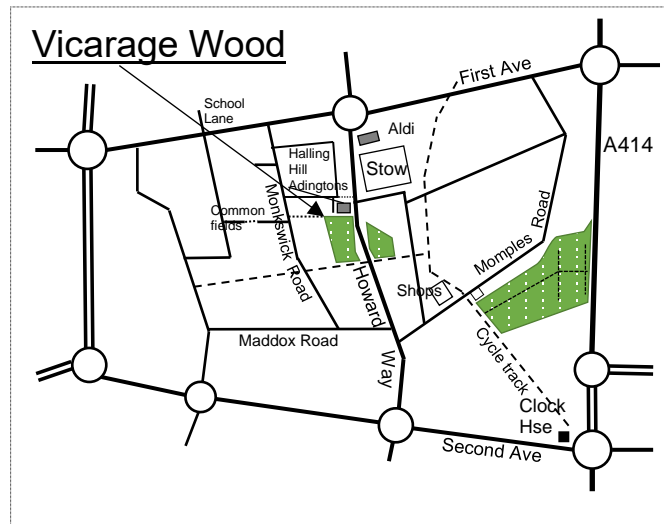 Vicarage Wood
First Ave
School
Lane
Aldi
A414
Halling
Hill
Adingtons
Stow
Common
fields
Monkswick Road
Momples Road
Howard Way
Shops
Maddox Road
Cycle track
Clock
Hse
Second Ave